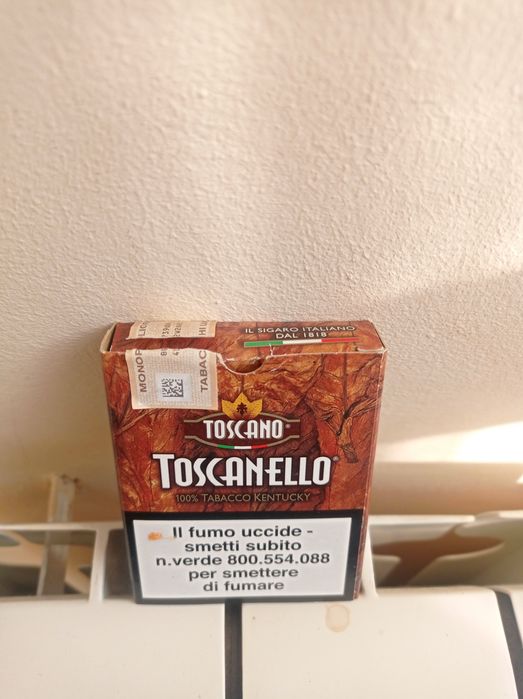 IL SIGARO ITALIANO
DAL 1818
TOSCANO
TOSCANELLO
100% TABACCO KENTUCKY
Il fumo uccide -
smetti subito
n.verde 800.554.088
per smettere
di fumare